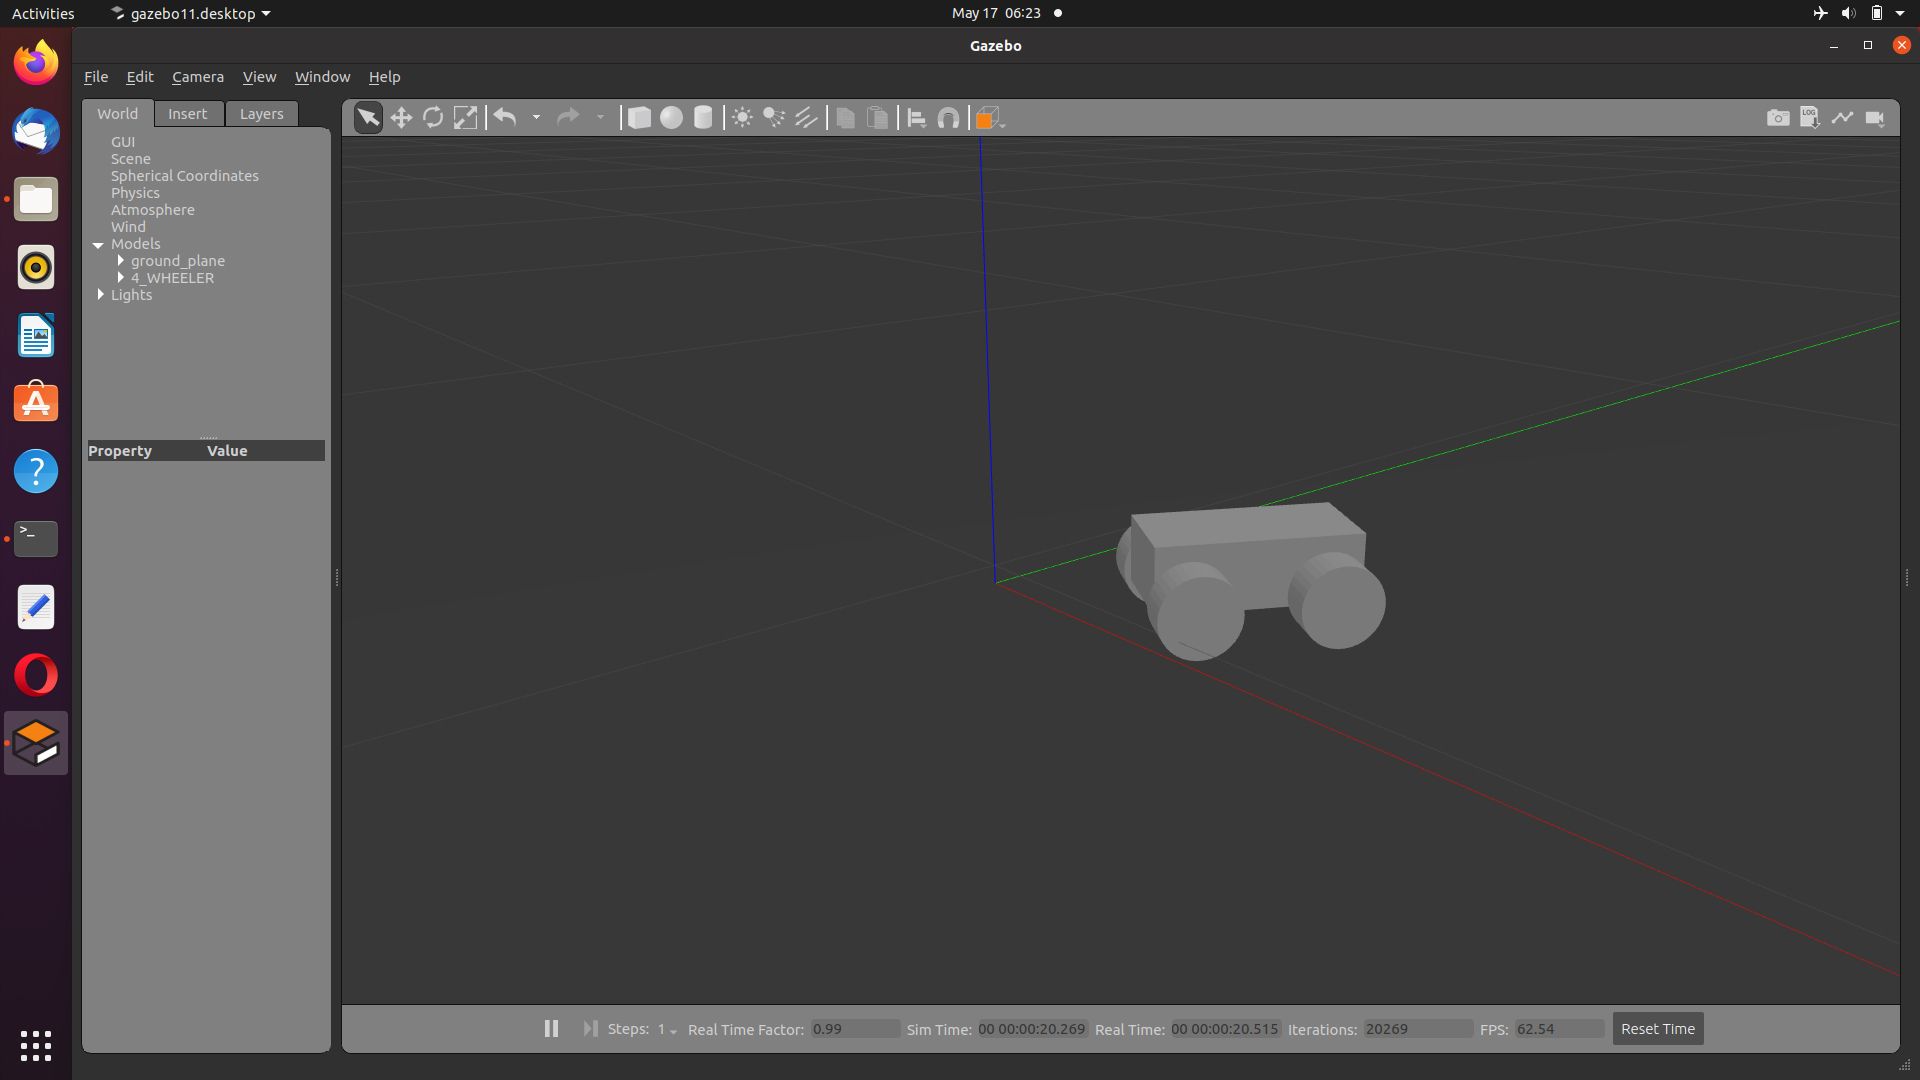 Activities
gazebo11.desktop
May 17 06:23
Gazebo
File Edit Camera View Window Help
World Insert Layers
GUI
Scene
Spherical Coordinates
Physics
Atmosphere
Wind
Models
ground_plane
4_WHEELER
Lights
Property Value
LOG
>_
?
Steps: 1 Real Time Factor: 0.99 Sim Time: 00 00:00:20.269 Real Time: 00 00:00:20.515 Iterations: 20269 FPS: 62.54 Reset Time